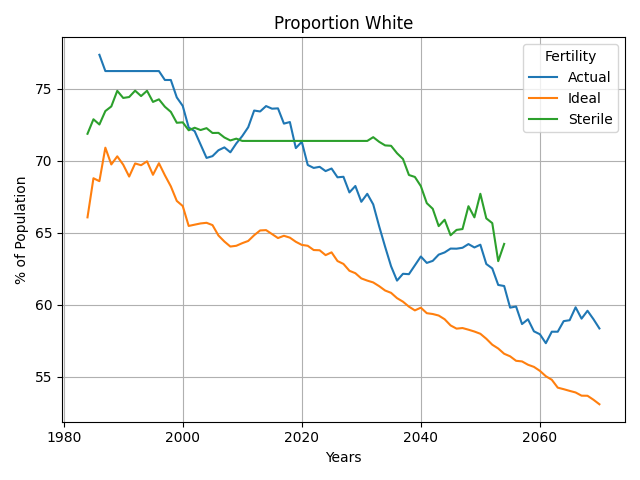 Proportion White
Fertility
Actual
Ideal
Sterile
% of Population
75
70
65
60
55
1980
2000
2020
2040
2060
Years